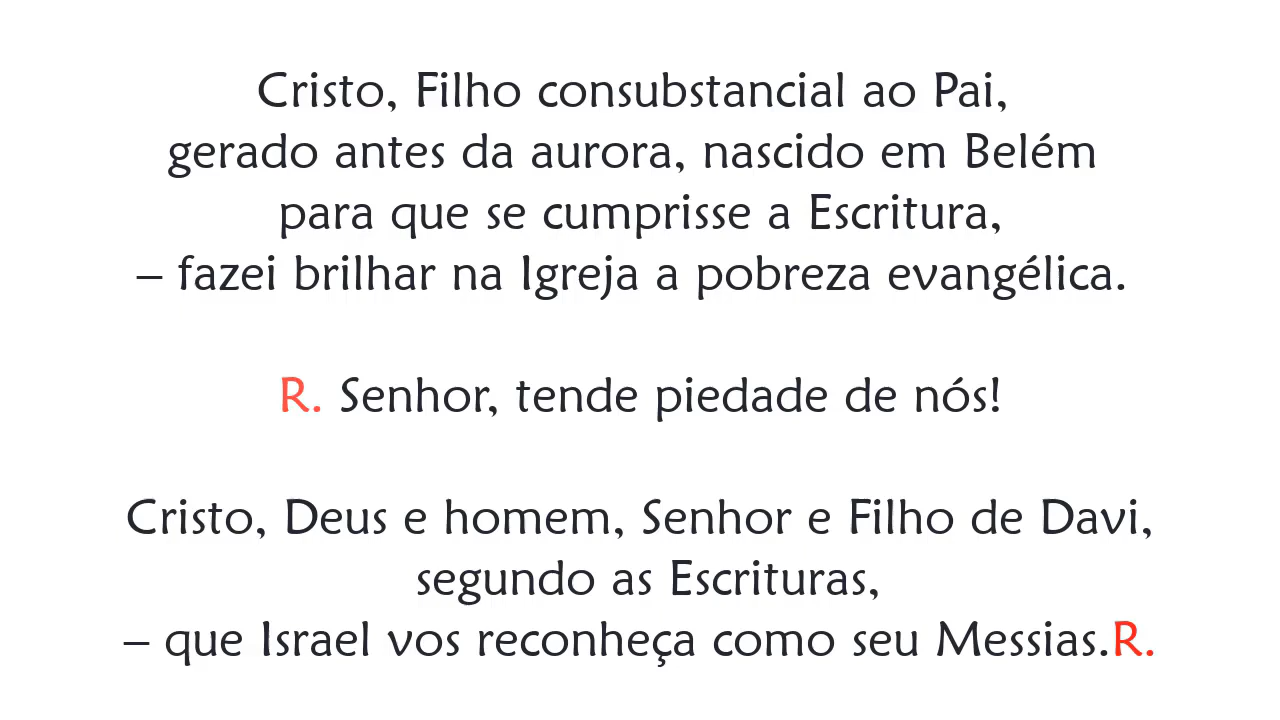 Cristo, Filho consubstancial ao Pai,
gerado antes da aurora, nascido em Belém
para que se cumprisse a Escritura,
– fazei brilhar na Igreja a pobreza evangélica.
R. Senhor, tende piedade de nós!
Cristo, Deus e homem, Senhor e Filho de Davi,
segundo as Escrituras,
– que Israel vos reconheça como seu Messias.R.